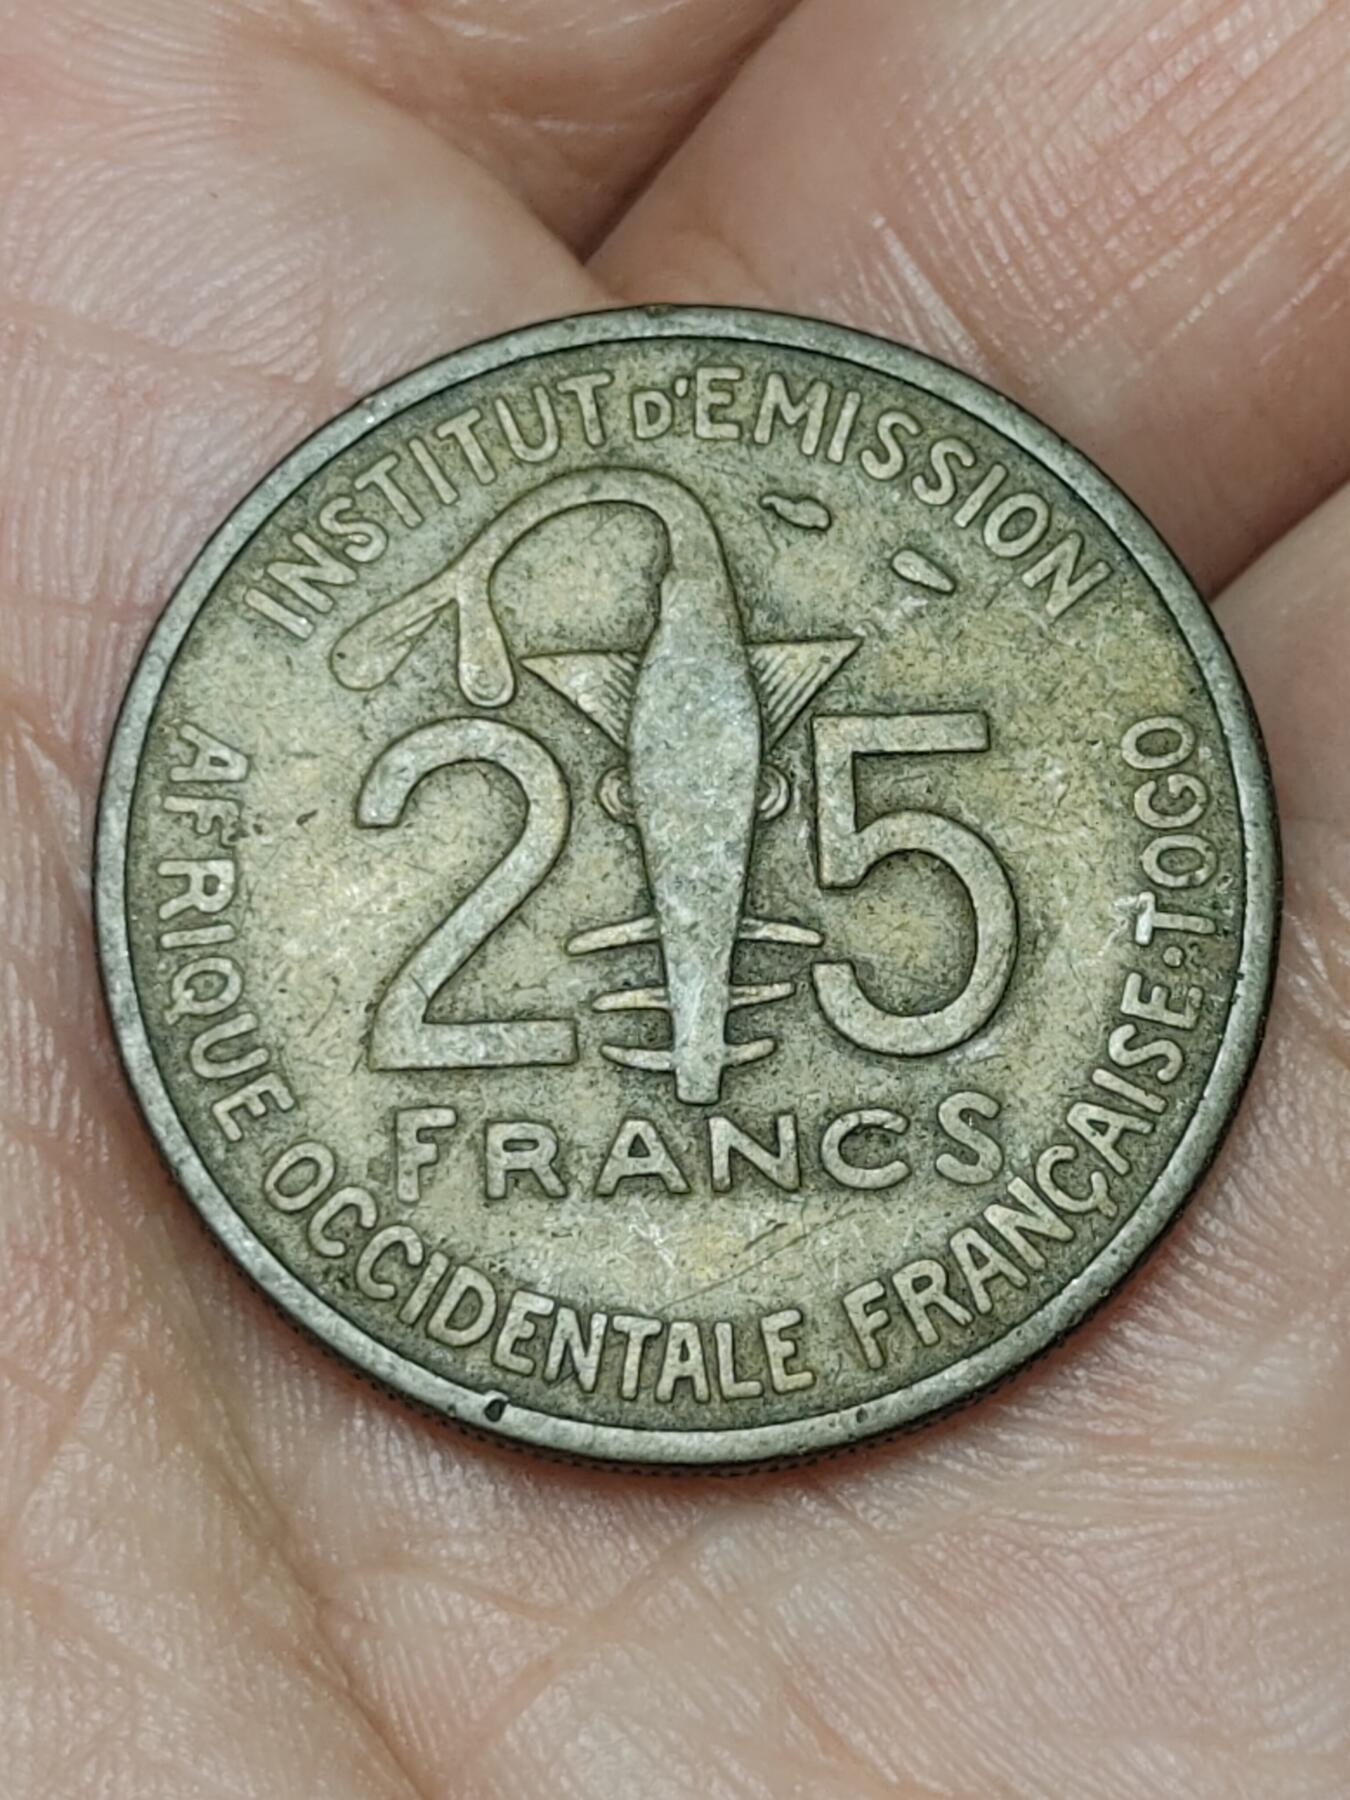 INSTITUT D'EMISSION
25
FRANCS
AFRIQUE OCCIDENTALE FRANÇAISE·TOGO